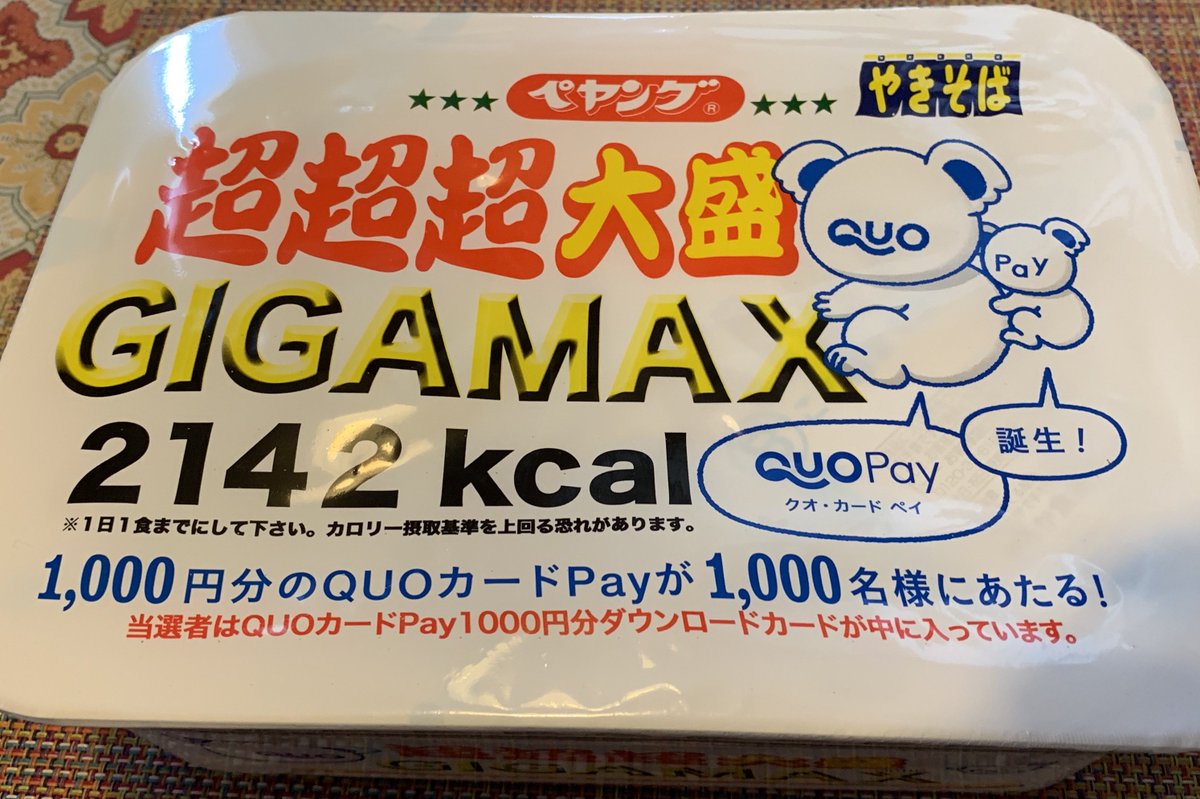 ★★★ ペヤング® ★★★
やきそば
超超超大盛
GIGAMAX
2142 kcal
※1日1食までにして下さい。カロリー摂取基準を上回る恐れがあります。
QUO
Pay
誕生!
QUO Pay
クオ・カード ペイ
1,000円分のQUOカードPayが1,000名様にあたる!
当選者はQUOカードPay1000円分ダウンロードカードが中に入っています。